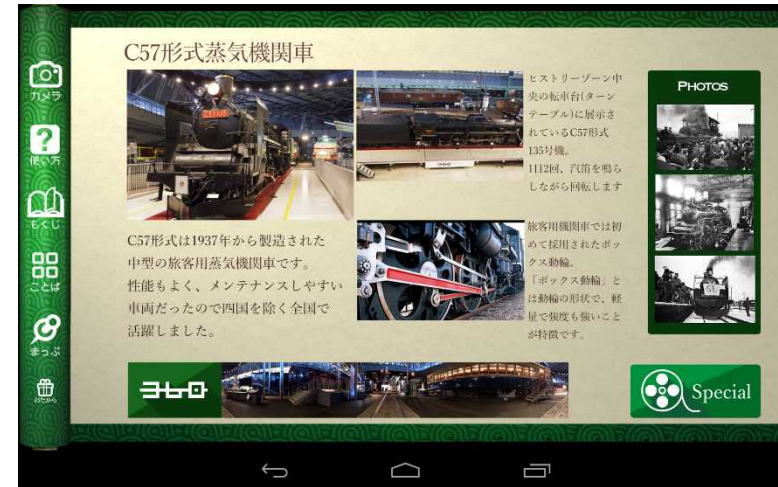 カメラ
使い方
もくじ
ことば
まっぷ
おたから
C57形式蒸気機関車
C57形式は1937年から製造された
中型の旅客用蒸気機関車です。
性能もよく、メンテナンスしやすい
車両だったので四国を除く全国で
活躍しました。
ヒストリーゾーン中
央の転車台(ターン
テーブル)に展示さ
れているC57形式
135号機。
1日2回、汽笛を鳴ら
しながら回転します
旅客用機関車では初
めて採用されたボッ
クス動輪。
「ボックス動輪」と
は動輪の形状で、軽
量で強度も強いこと
が特徴です。
PHOTOS
360
Special